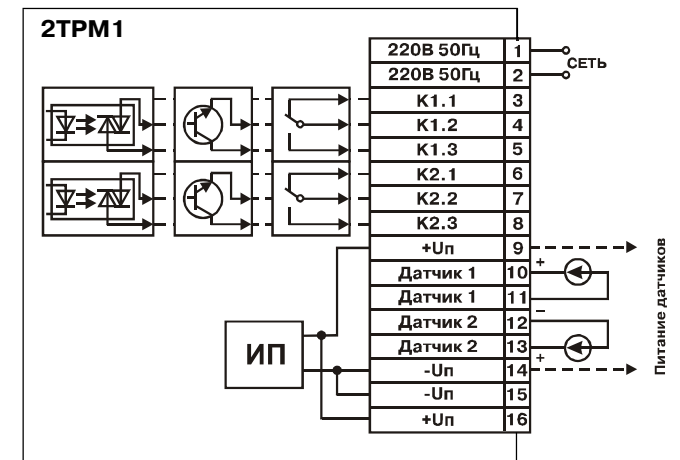 2ТРМ1
220В 50Гц 1
220В 50Гц 2
СЕТЬ
К1.1 3
К1.2 4
К1.3 5
К2.1 6
К2.2 7
К2.3 8
+Uп 9
Датчик 1 10 +
Датчик 1 11
Датчик 2 12 −
Датчик 2 13
-Uп 14 +
-Uп 15
+Uп 16
ИП
Питание датчиков